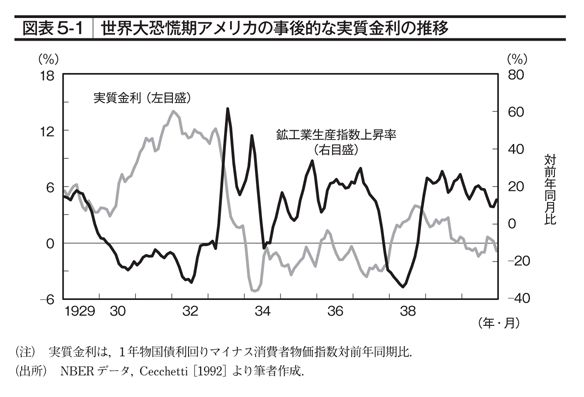 図表5-1 世界大恐慌期アメリカの事後的な実質金利の推移
(%)
(%)
18
12
6
0
−6
80
60
40
20
0
−20
−40
実質金利(左目盛)
鉱工業生産指数上昇率
(右目盛)
対前年同月比
1929 30 32 34 36 38
(年・月)
(注) 実質金利は,1年物国債利回りマイナス消費者物価指数対前年同期比.
(出所) NBERデータ, Cecchetti [1992] より筆者作成.